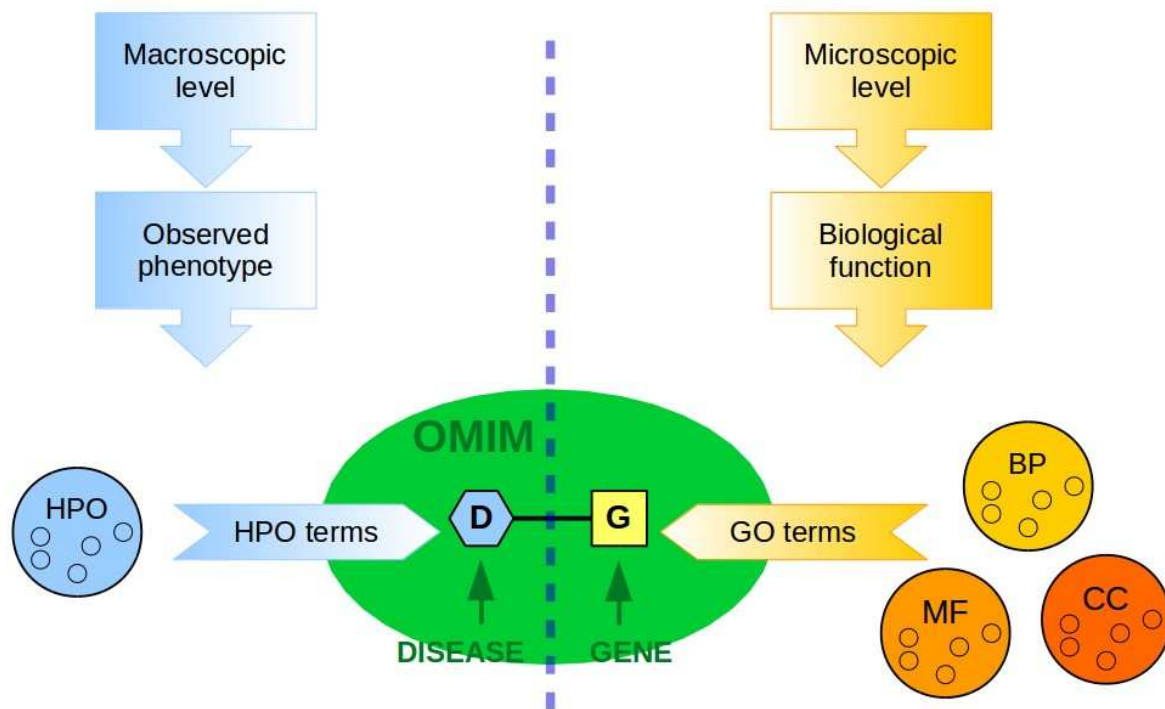 Macroscopic
level
Microscopic
level
Observed
phenotype
Biological
function
OMIM
HPO
HPO terms
D
G
GO terms
BP
MF
CC
DISEASE
GENE